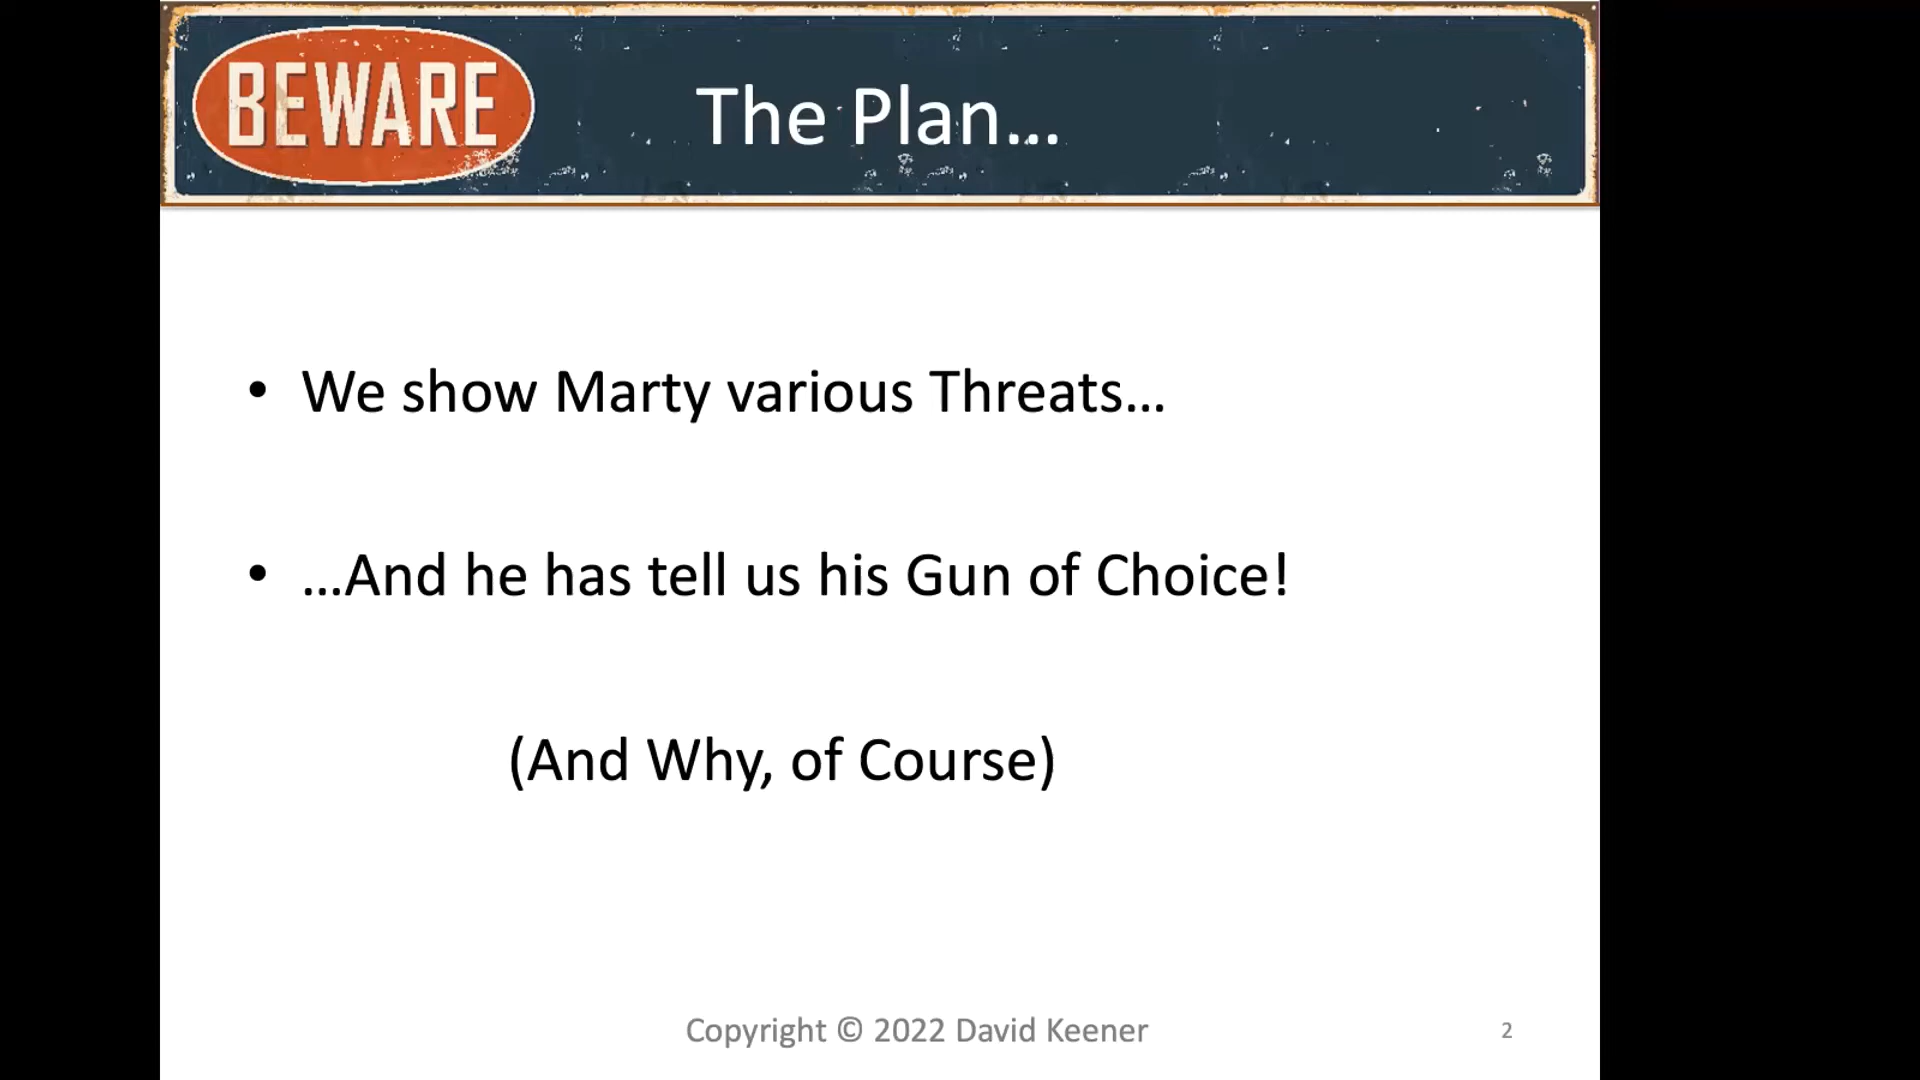 BEWARE
The Plan...
• We show Marty various Threats...
• ...And he has tell us his Gun of Choice!
(And Why, of Course)
Copyright © 2022 David Keener
2